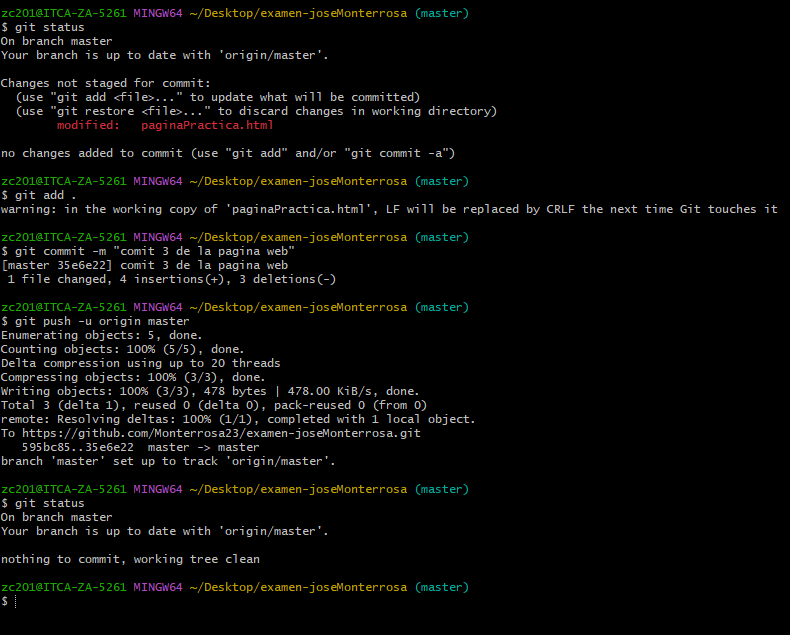 zc201@ITCA-ZA-5261 MINGW64 ~/Desktop/examen-joseMonterrosa (master)
$ git status
On branch master
Your branch is up to date with 'origin/master'.
Changes not staged for commit:
  (use "git add <file>..." to update what will be committed)
  (use "git restore <file>..." to discard changes in working directory)
        modified:   paginaPractica.html
no changes added to commit (use "git add" and/or "git commit -a")
zc201@ITCA-ZA-5261 MINGW64 ~/Desktop/examen-joseMonterrosa (master)
$ git add .
warning: in the working copy of 'paginaPractica.html', LF will be replaced by CRLF the next time Git touches it
zc201@ITCA-ZA-5261 MINGW64 ~/Desktop/examen-joseMonterrosa (master)
$ git commit -m "comit 3 de la pagina web"
[master 35e6e22] comit 3 de la pagina web
 1 file changed, 4 insertions(+), 3 deletions(-)
zc201@ITCA-ZA-5261 MINGW64 ~/Desktop/examen-joseMonterrosa (master)
$ git push -u origin master
Enumerating objects: 5, done.
Counting objects: 100% (5/5), done.
Delta compression using up to 20 threads
Compressing objects: 100% (3/3), done.
Writing objects: 100% (3/3), 478 bytes | 478.00 KiB/s, done.
Total 3 (delta 1), reused 0 (delta 0), pack-reused 0 (from 0)
remote: Resolving deltas: 100% (1/1), completed with 1 local object.
To https://github.com/Monterrosa23/examen-joseMonterrosa.git
   595bc85..35e6e22  master -> master
branch 'master' set up to track 'origin/master'.
zc201@ITCA-ZA-5261 MINGW64 ~/Desktop/examen-joseMonterrosa (master)
$ git status
On branch master
Your branch is up to date with 'origin/master'.
nothing to commit, working tree clean
zc201@ITCA-ZA-5261 MINGW64 ~/Desktop/examen-joseMonterrosa (master)
$